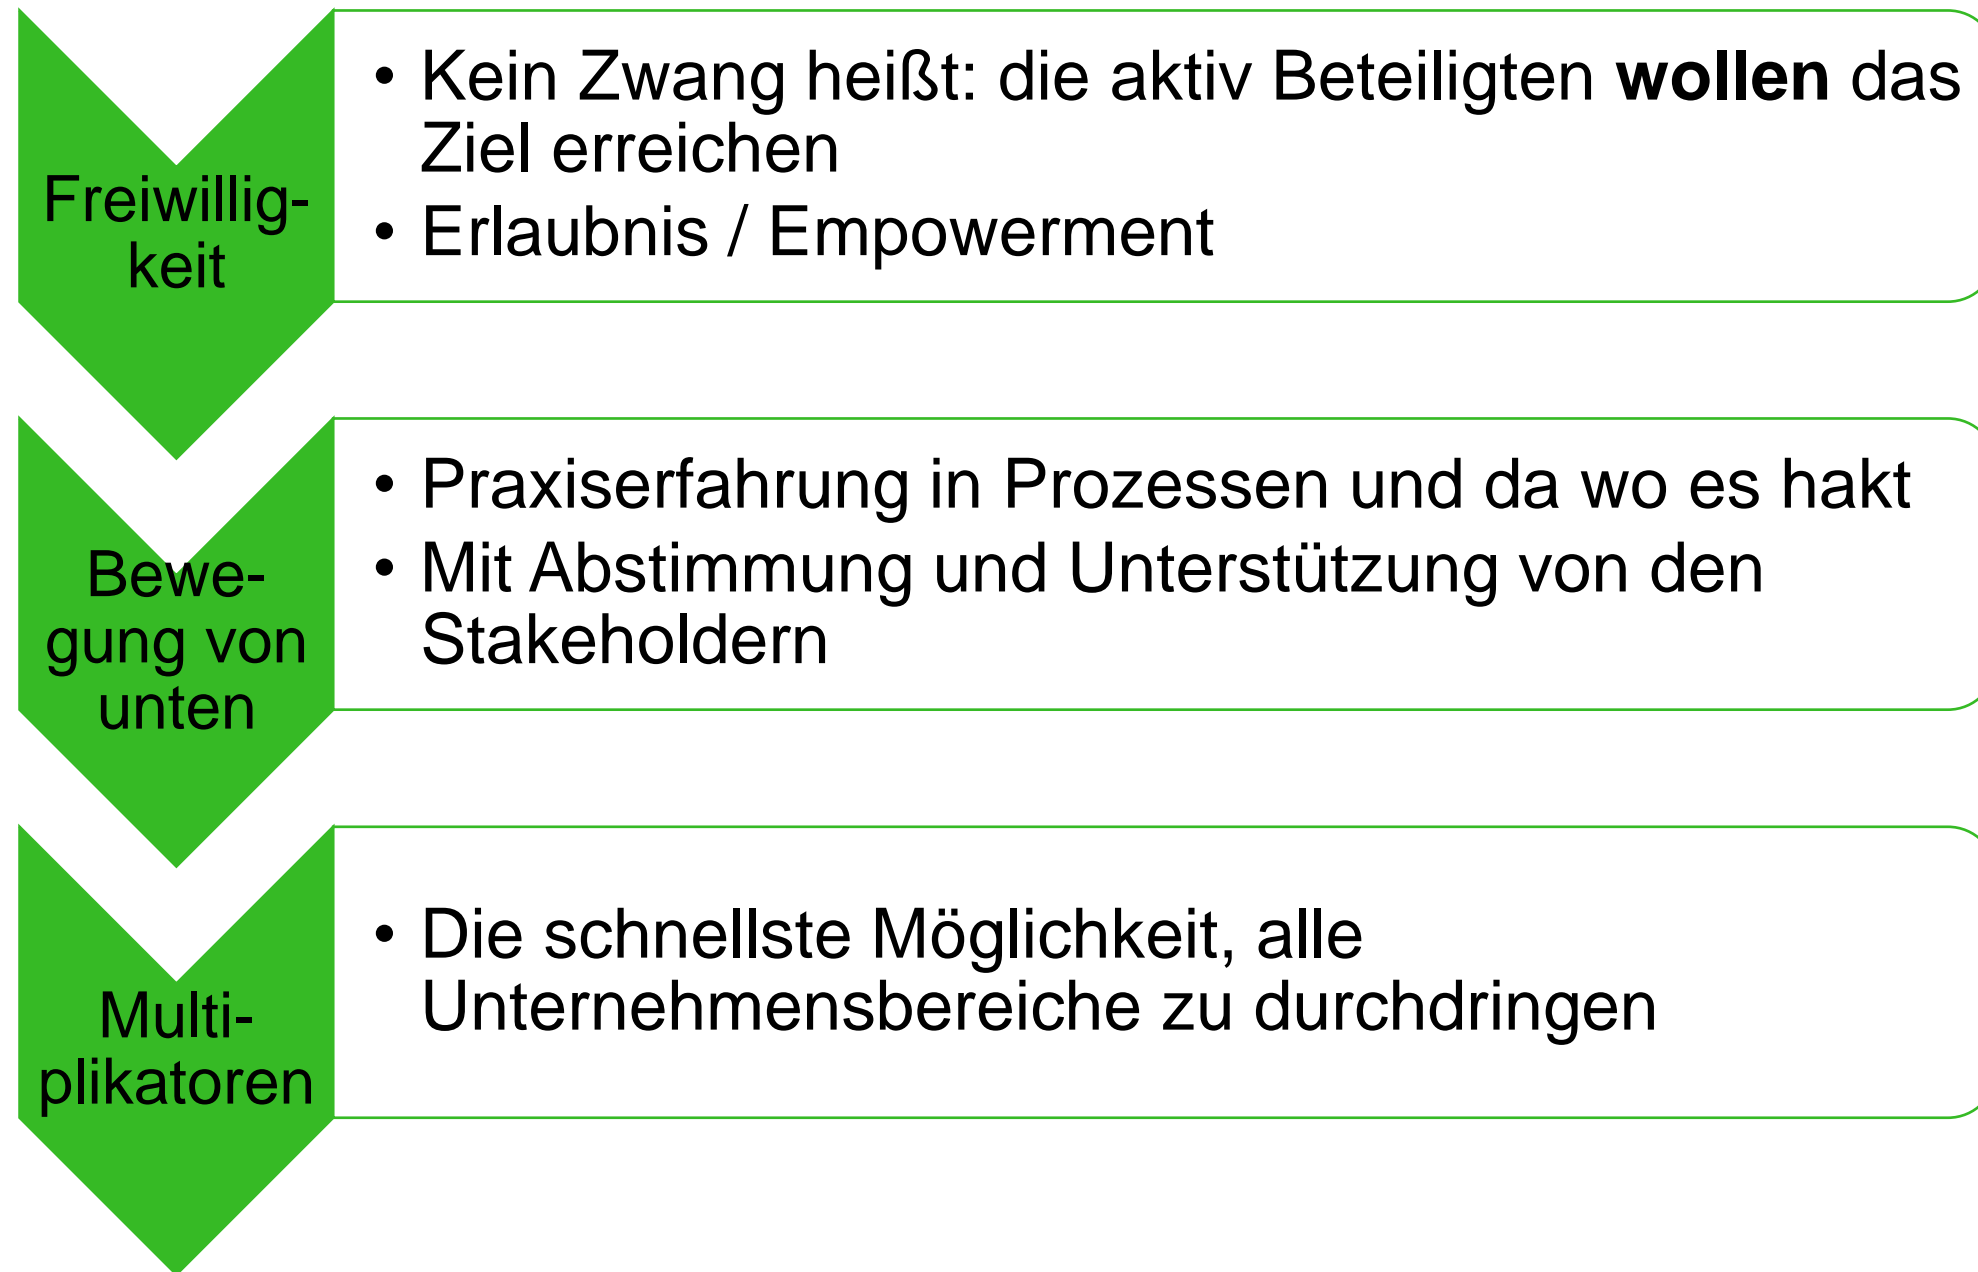 Freiwillig-
keit
• Kein Zwang heißt: die aktiv Beteiligten wollen das
Ziel erreichen
• Erlaubnis / Empowerment
Bewe-
gung von
unten
• Praxiserfahrung in Prozessen und da wo es hakt
• Mit Abstimmung und Unterstützung von den
Stakeholdern
Multi-
plikatoren
• Die schnellste Möglichkeit, alle
Unternehmensbereiche zu durchdringen